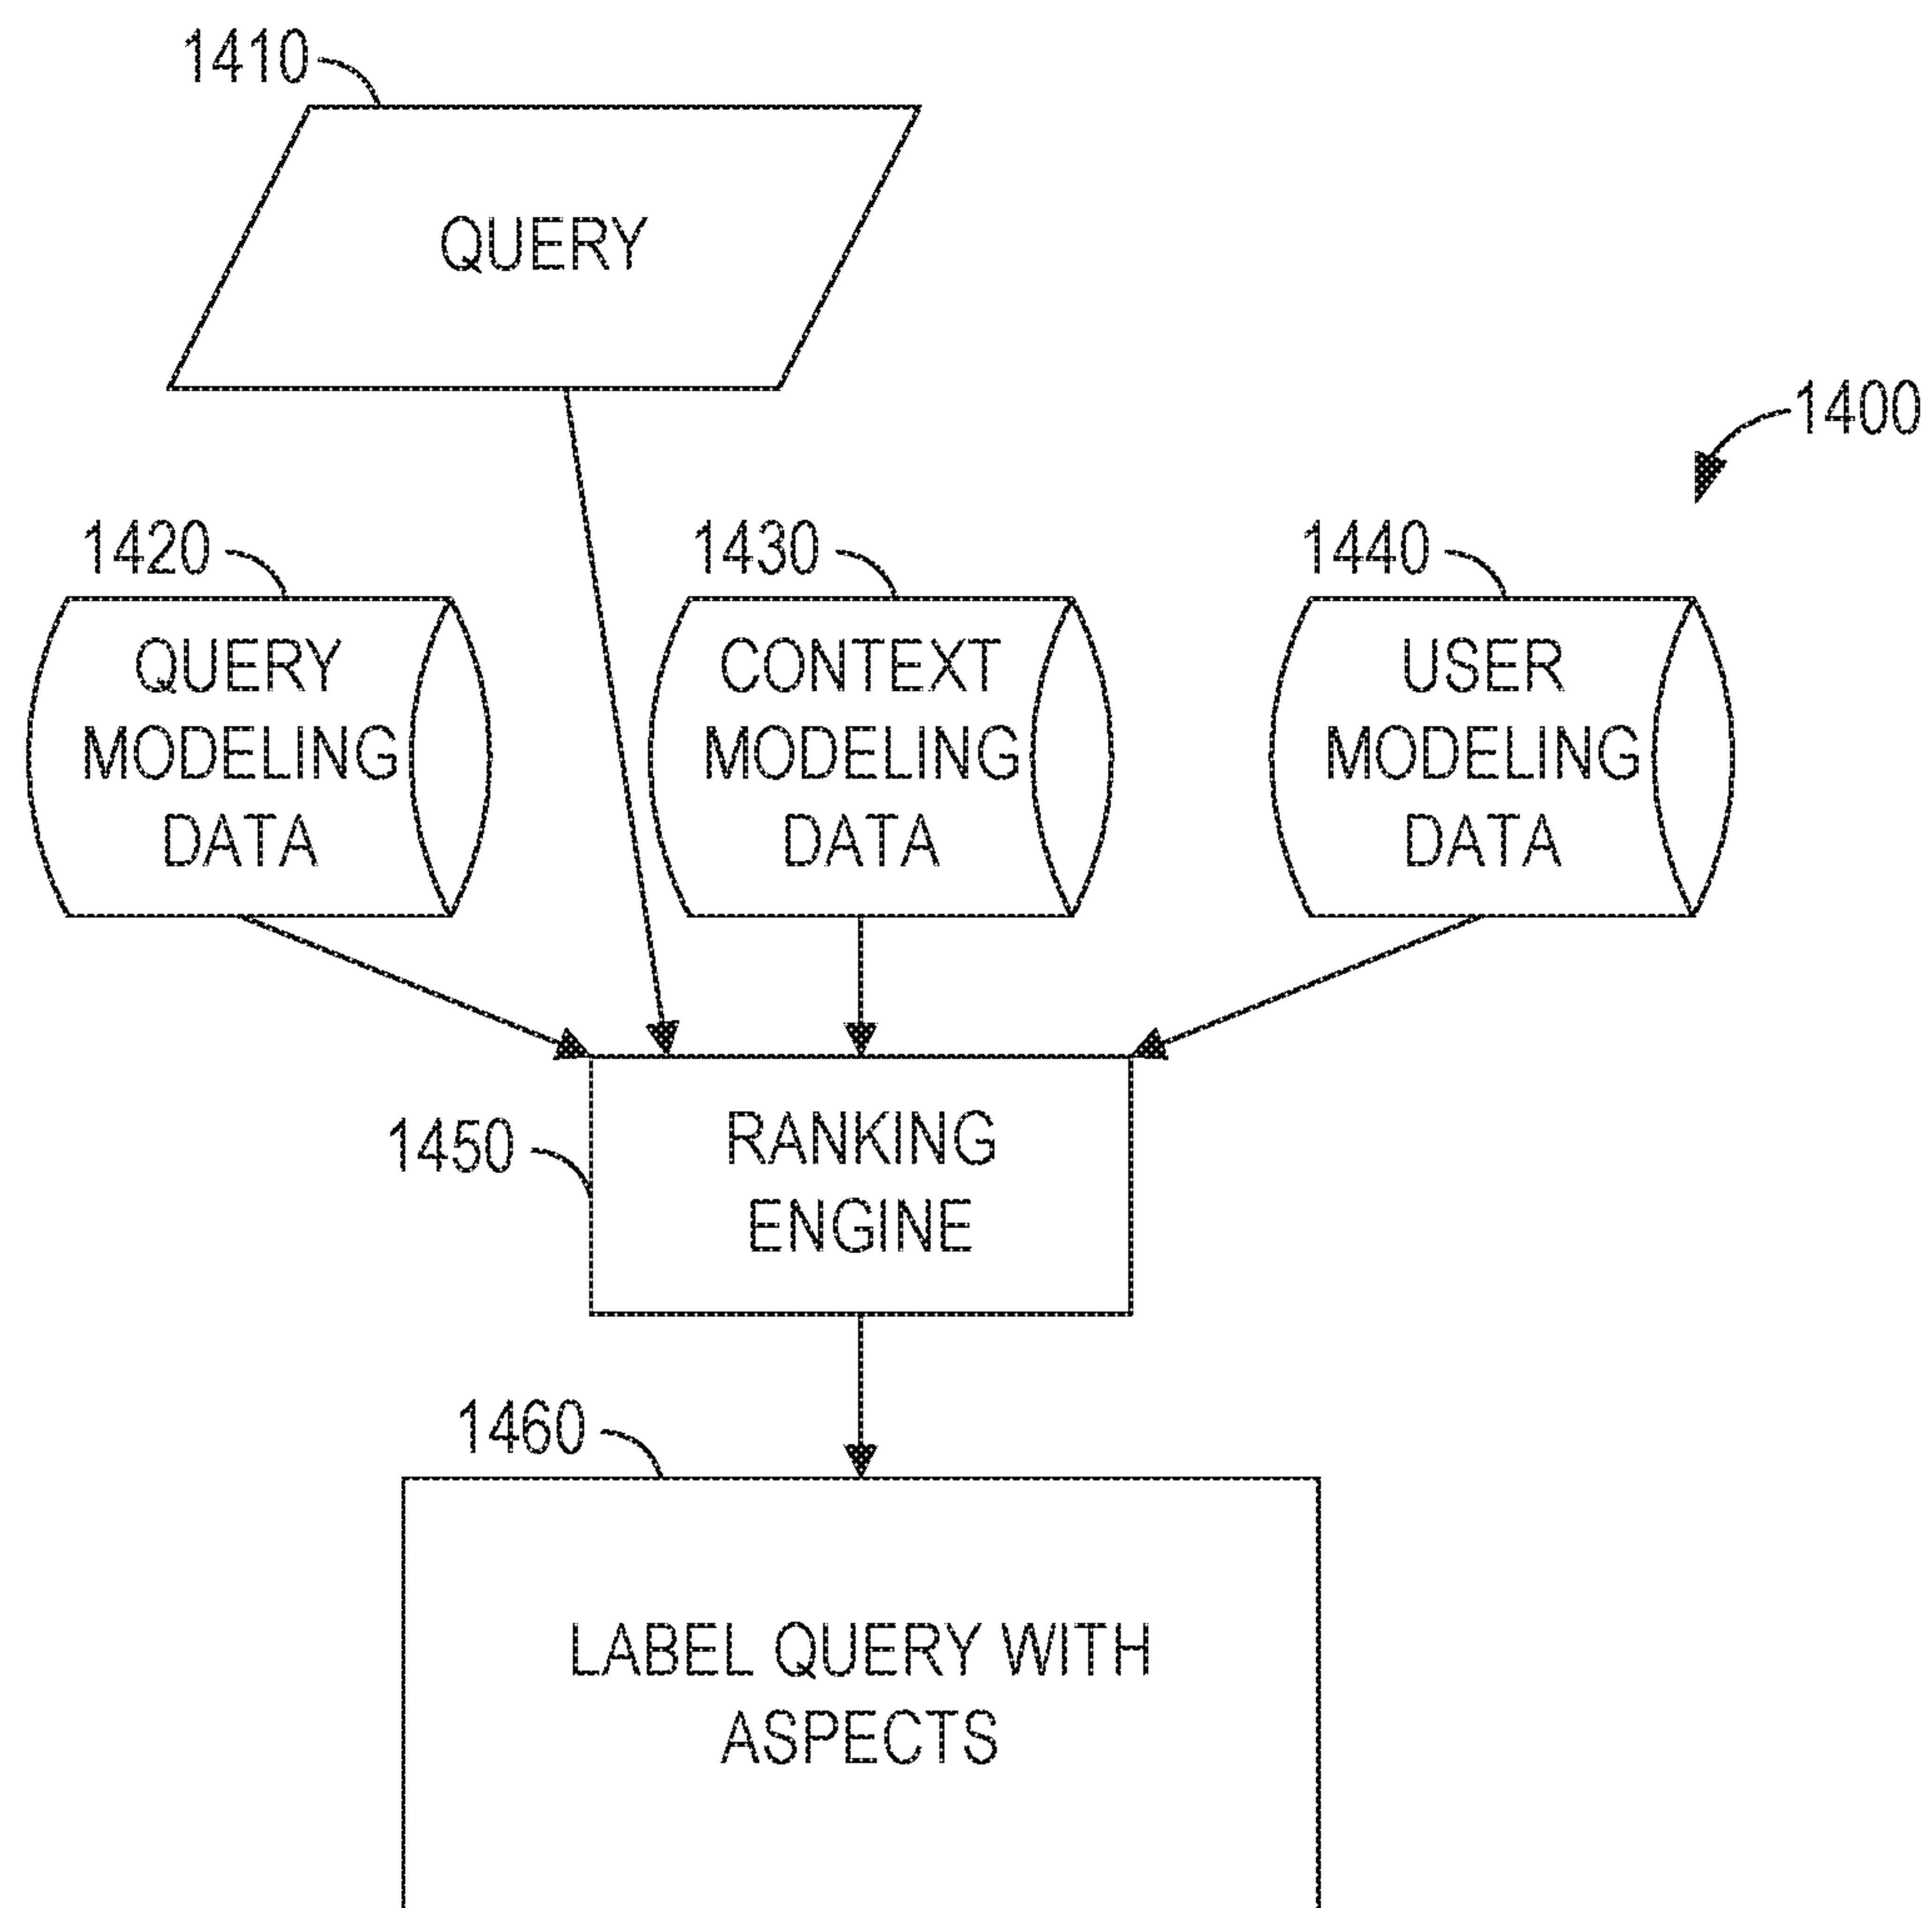 1410
QUERY
1400
1420
1430
1440
QUERY
MODELING
DATA
CONTEXT
MODELING
DATA
USER
MODELING
DATA
1450
RANKING
ENGINE
1460
LABEL QUERY WITH
ASPECTS